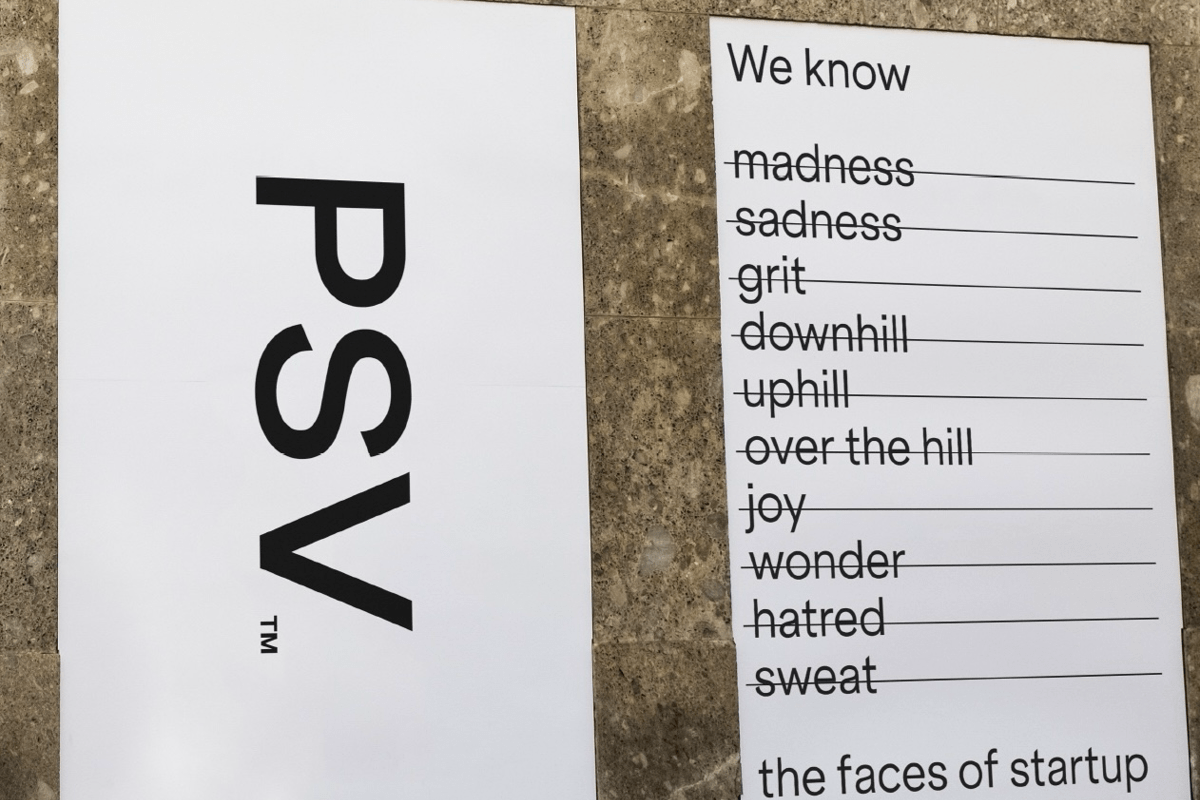 PSV
TM
We know
madness
sadness
grit
downhill
uphill
over the hill
joy
wonder
hatred
sweat
the faces of startup